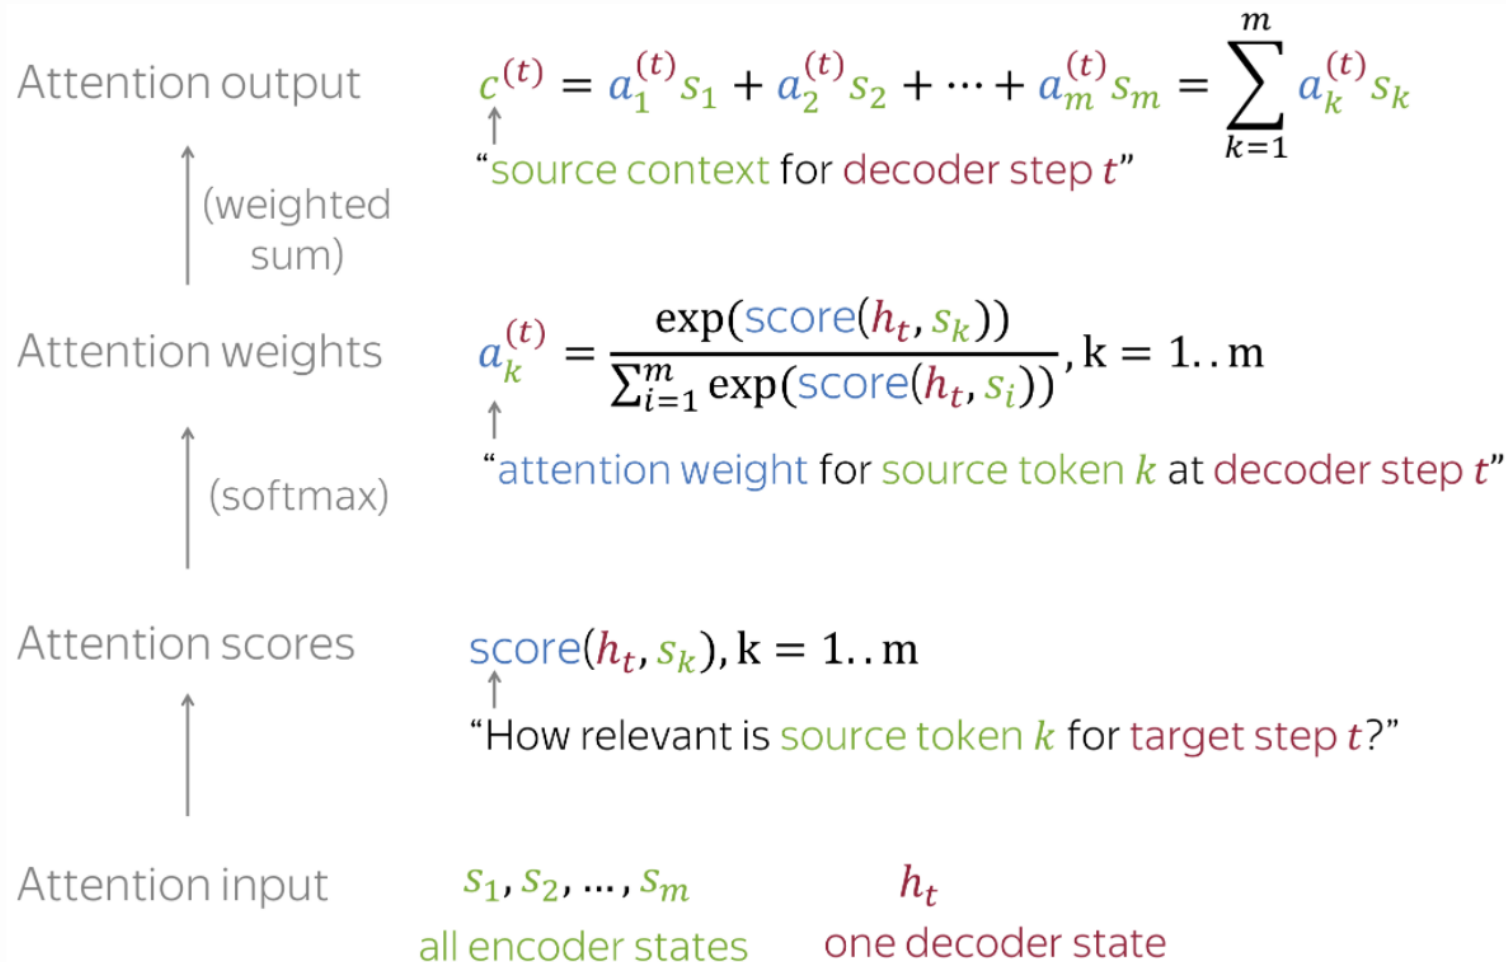 Attention output c^(t) = a_1^(t) s_1 + a_2^(t) s_2 + ⋯ + a_m^(t) s_m = ∑_{k=1}^{m} a_k^(t) s_k
↑
“source context for decoder step t”
(weighted
sum)
Attention weights a_k^(t) = exp(score(h_t, s_k)) / ∑_{i=1}^{m} exp(score(h_t, s_i)), k = 1..m
↑
“attention weight for source token k at decoder step t”
(softmax)
Attention scores score(h_t, s_k), k = 1..m
↑
“How relevant is source token k for target step t?”
Attention input s_1, s_2, …, s_m h_t
all encoder states one decoder state